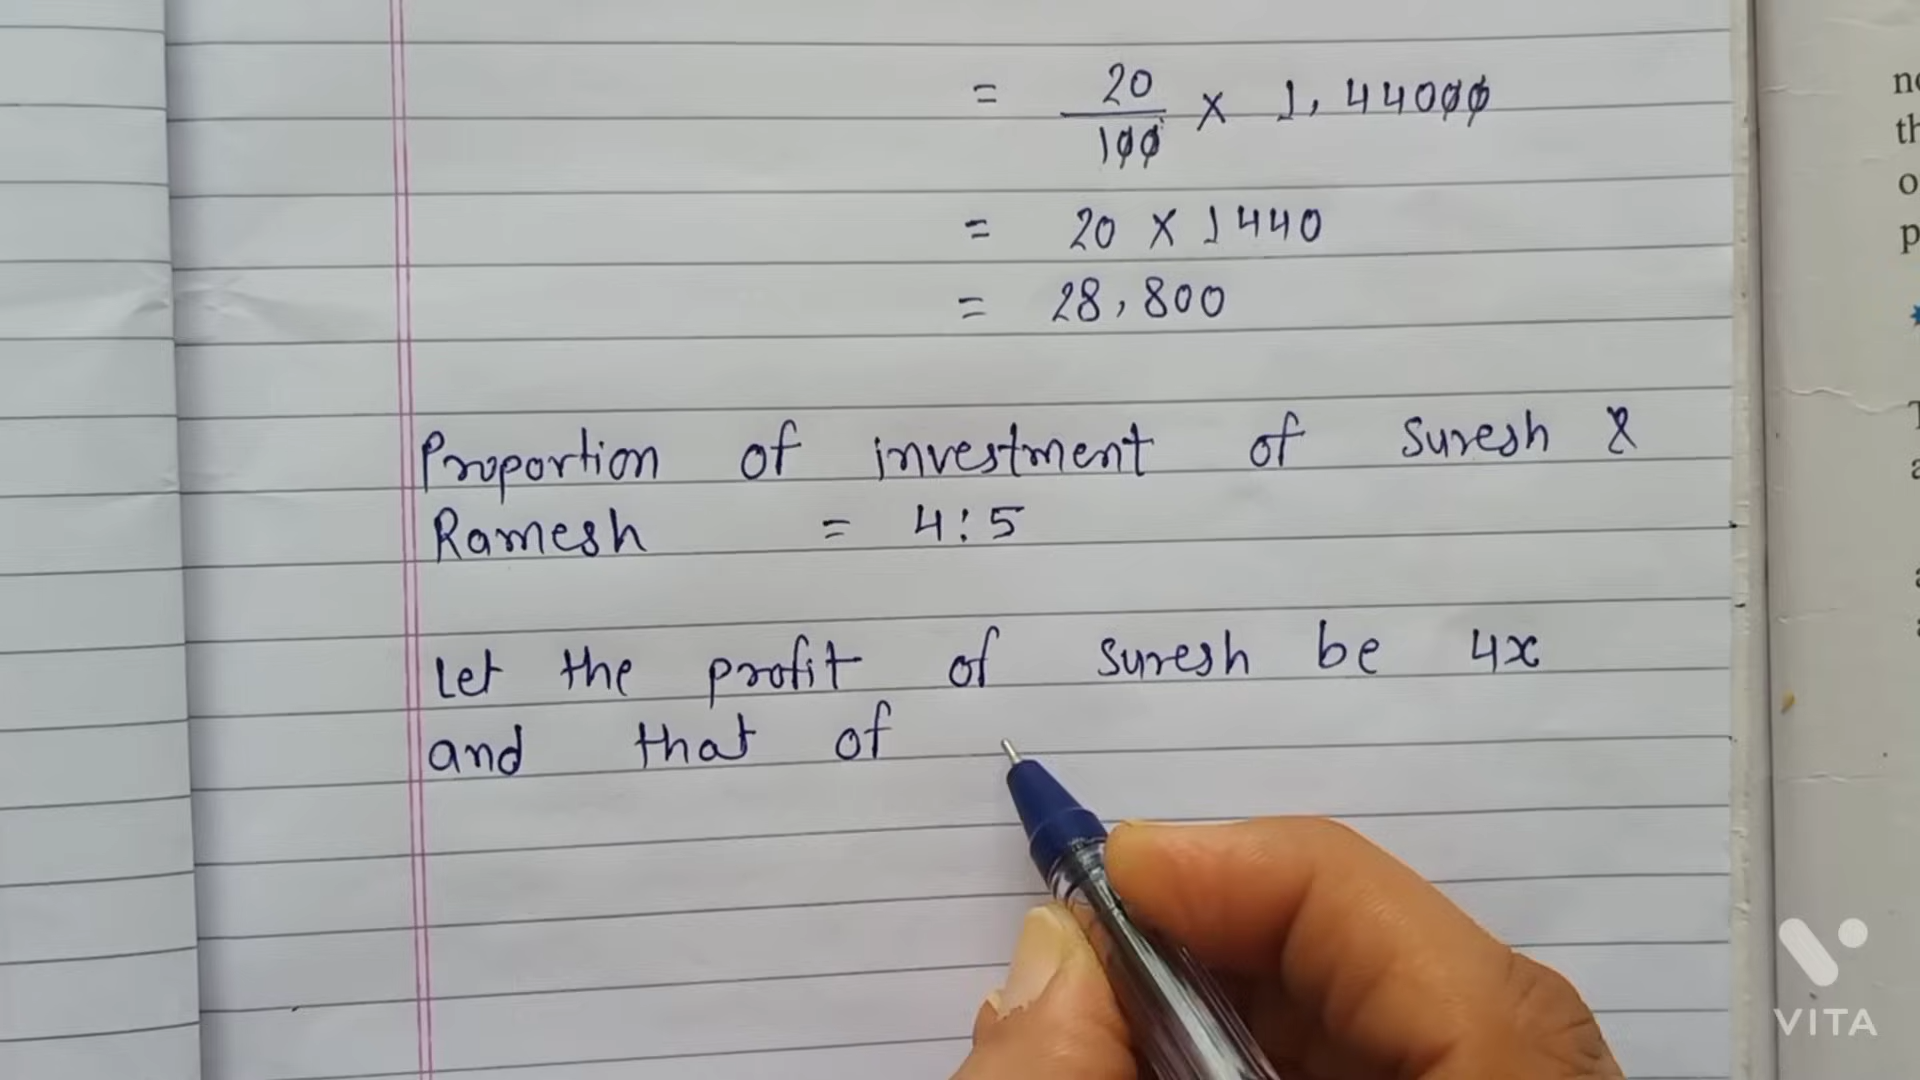 = 20/100 × 1,44000
= 20 × 1440
= 28,800
Proportion of investment of Suresh &
Ramesh = 4:5
Let the profit of Suresh be 4x
and that of
VITA